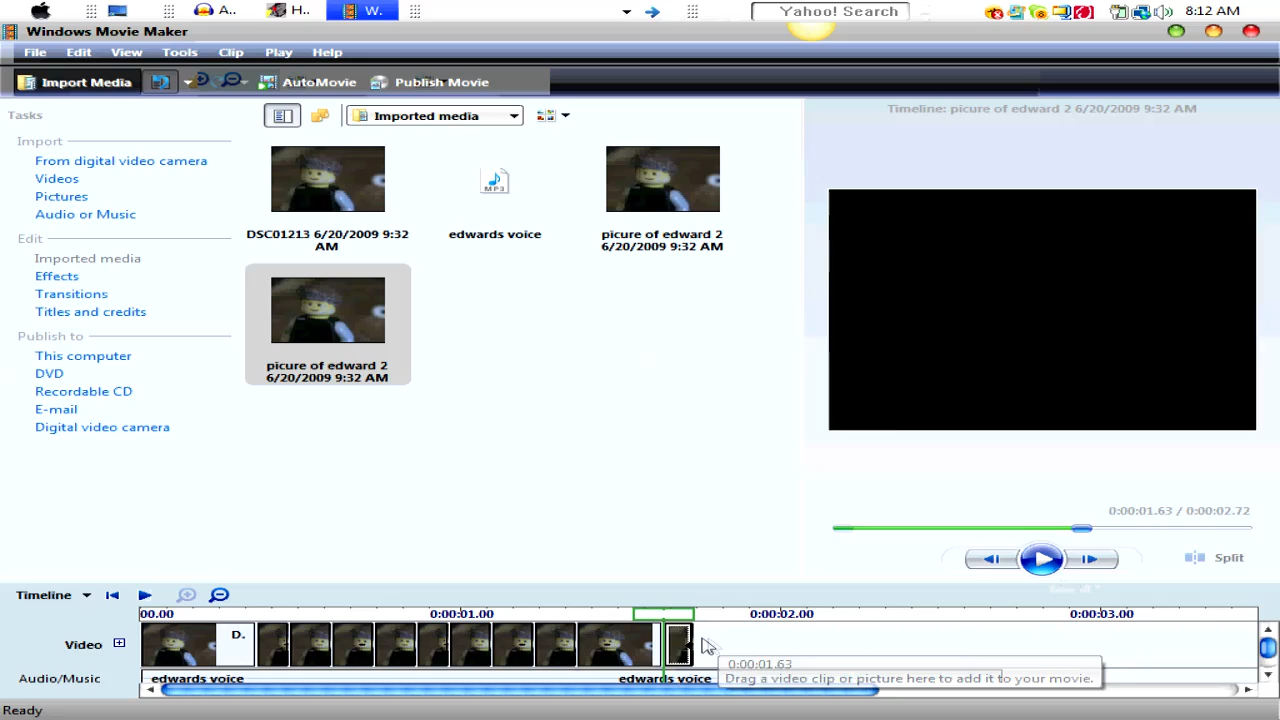 A..
H..
W.
Yahoo! Search
8:12 AM
Windows Movie Maker
File Edit View Tools Clip Play Help
Import Media
AutoMovie
Publish Movie
Tasks
Imported media
Timeline: picure of edward 2 6/20/2009 9:32 AM
Import
From digital video camera
Videos
Pictures
Audio or Music
Edit
Imported media
Effects
Transitions
Titles and credits
Publish to
This computer
DVD
Recordable CD
E-mail
Digital video camera
DSC01213 6/20/2009 9:32
AM
MP3
edwards voice
picure of edward 2
6/20/2009 9:32 AM
picure of edward 2
6/20/2009 9:32 AM
0:00:01.63 / 0:00:02.72
Split
Timeline
00.00
0:00:01.00
0:00:02.00
0:00:03.00
Video
D.
0:00:01.63
Drag a video clip or picture here to add it to your movie.
Audio/Music
edwards voice
edwards voice
Ready